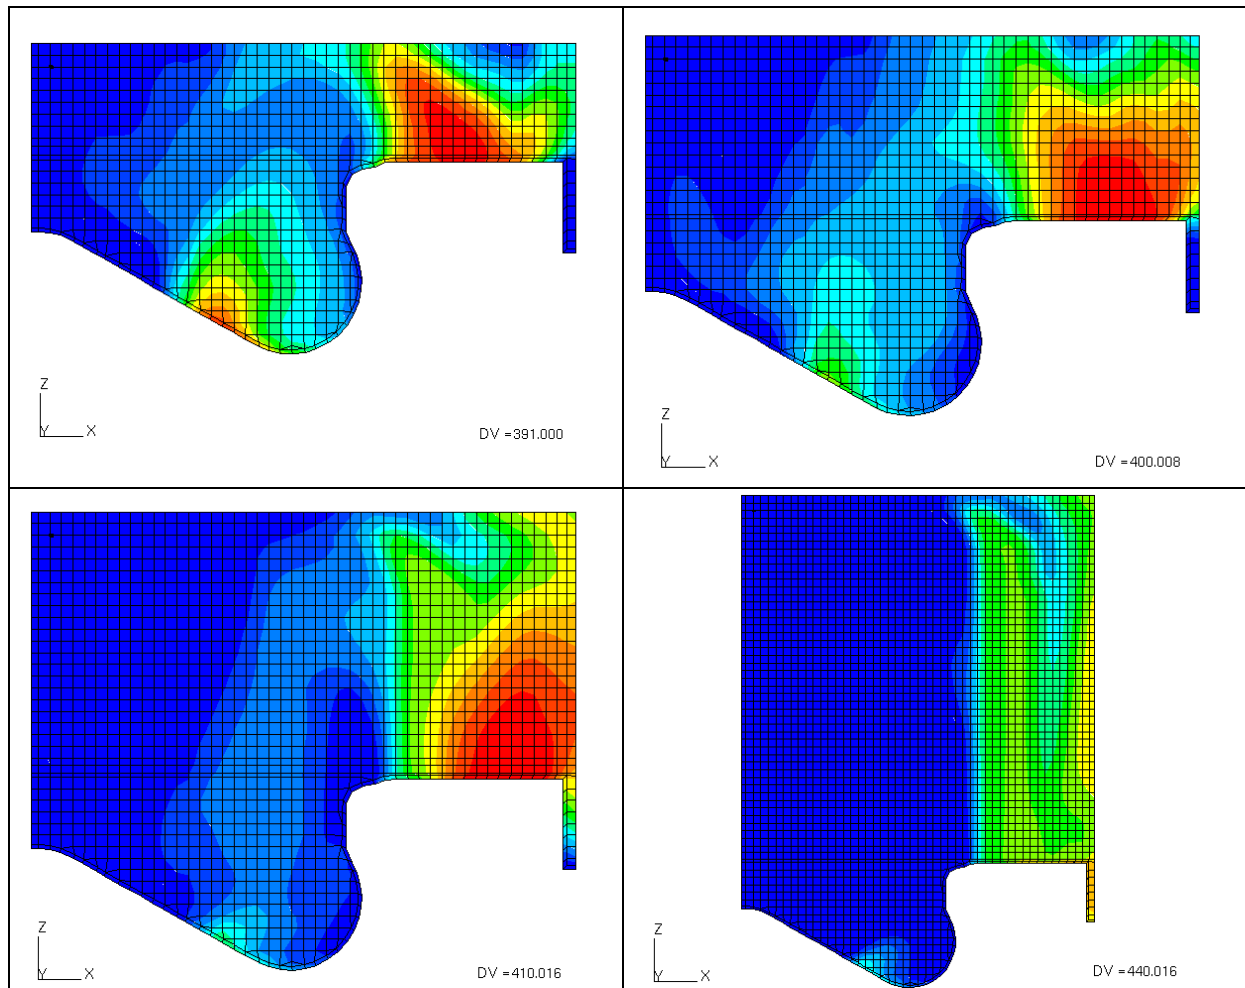 Z
Y X
DV =391.000
Z
Y X
DV =400.008
Z
Y X
DV =410.016
Z
Y X
DV =440.016